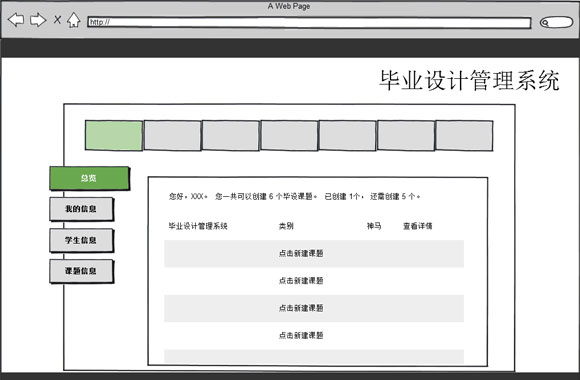 A Web Page
X
http://
毕业设计管理系统
总览
您好,XXX。 您一共可以创建 6 个毕设课题。 已创建 1个, 还需创建 5 个。
我的信息
毕业设计管理系统 类别 神马 查看详情
学生信息
点击新建课题
课题信息
点击新建课题
点击新建课题
点击新建课题